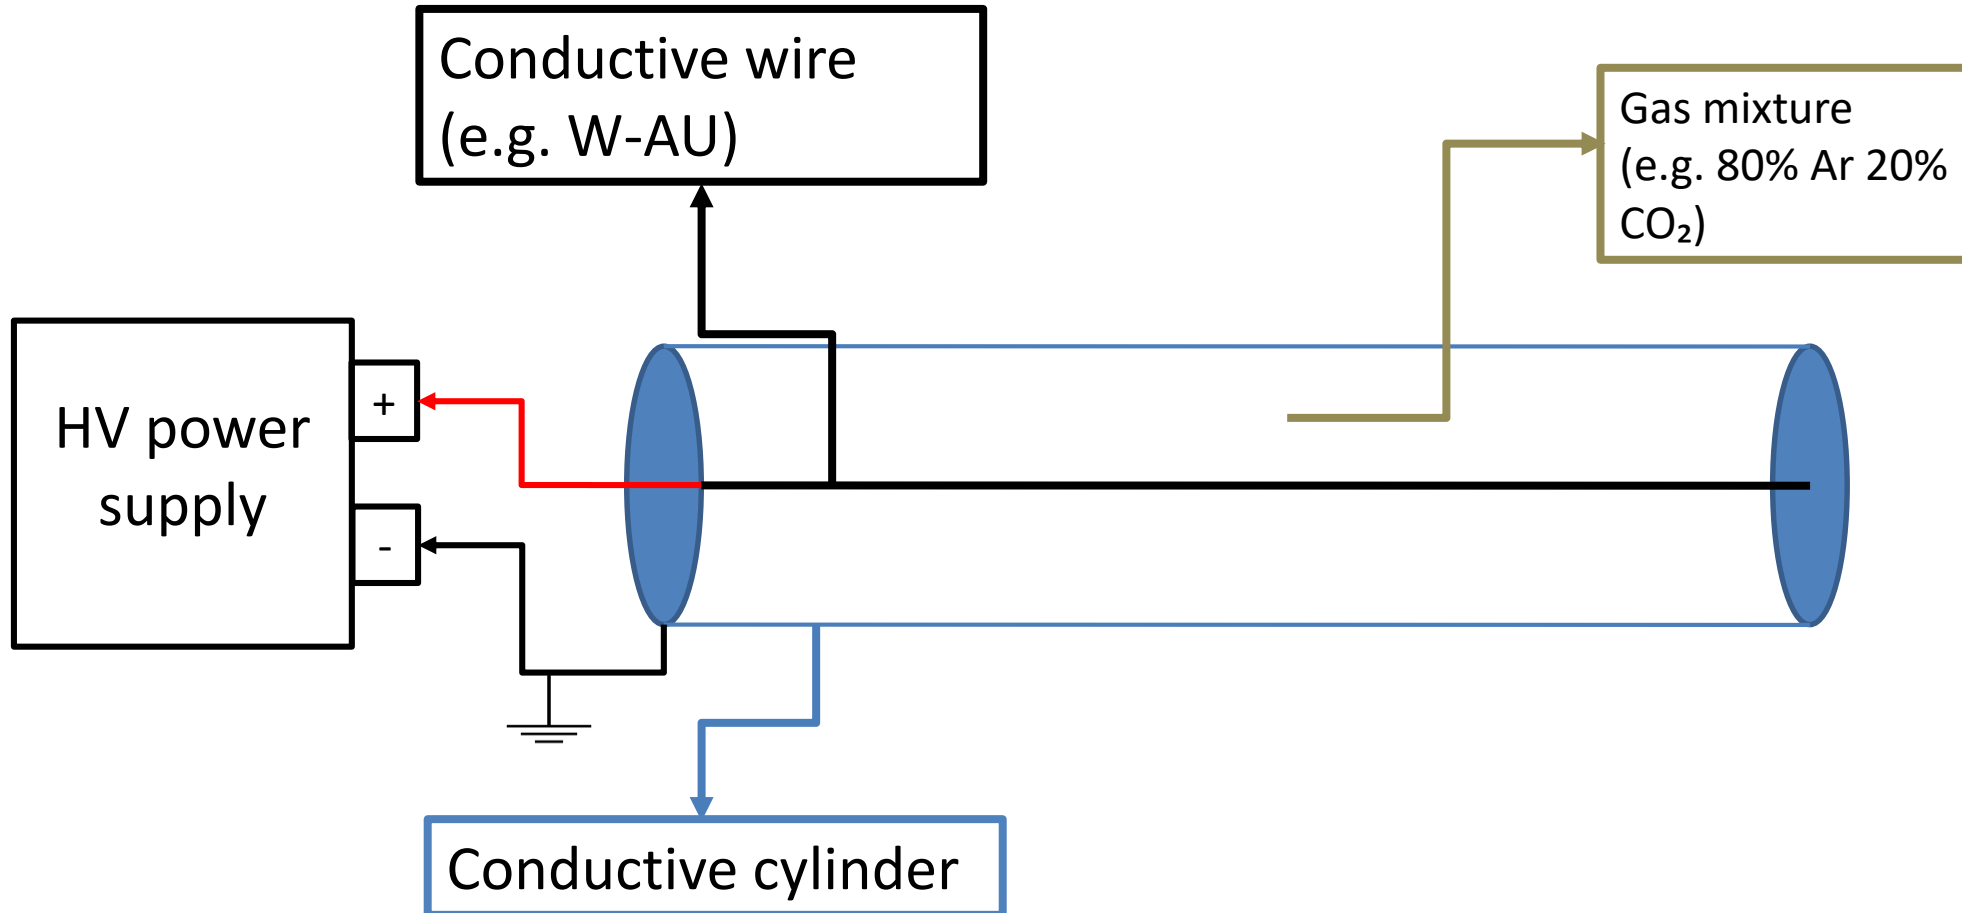 Conductive wire
(e.g. W-AU)
Gas mixture
(e.g. 80% Ar 20%
CO₂)
HV power
supply
+
-
Conductive cylinder